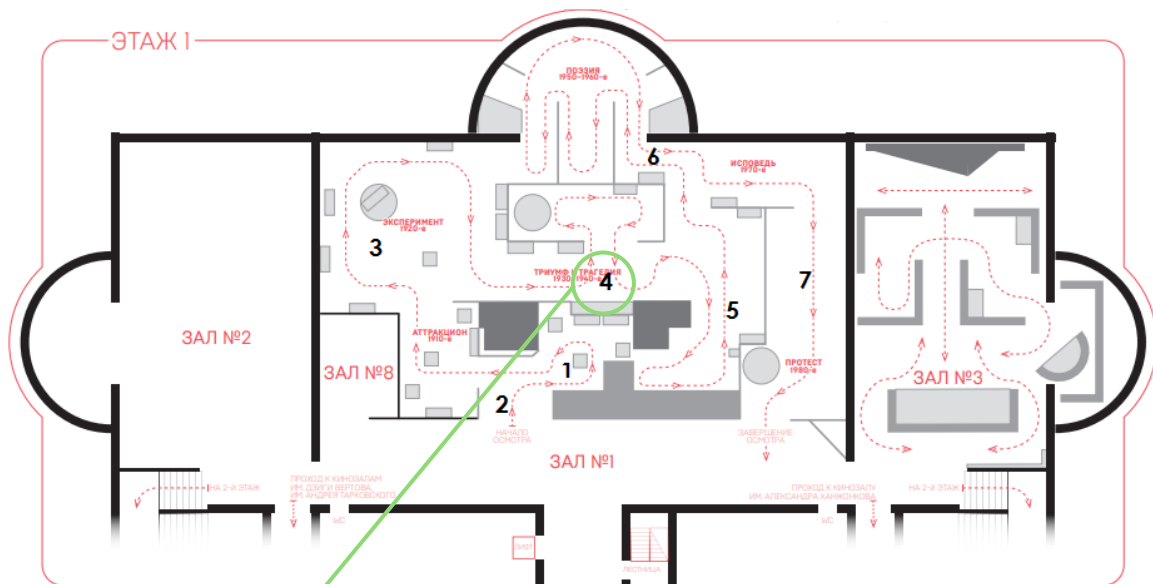 ЭТАЖ 1
ПОЭЗИЯ
1950–1960-е
6
ИСПОВЕДЬ
1970-е
ЭКСПЕРИМЕНТ
1920-е
3
ТРИУМФ И ТРАГЕДИЯ
1930–1940-е
4
7
5
ЗАЛ №2
АТТРАКЦИОН
1910-е
ЗАЛ №8
1
2
ПРОТЕСТ
1980-е
ЗАЛ №3
НАЧАЛО
ОСМОТРА
ЗАВЕРШЕНИЕ
ОСМОТРА
ЗАЛ №1
НА 2-Й ЭТАЖ
ПРОХОД К КИНОЗАЛАМ
ИМ. ДЗИГИ ВЕРТОВА,
ИМ. АНДРЕЯ ТАРКОВСКОГО
WC
ПРОХОД К КИНОЗАЛУ
ИМ. АЛЕКСАНДРА ХАНЖОНКОВА
НА 2-Й ЭТАЖ
WC
ЛИФТ
ЛЕСТНИЦА